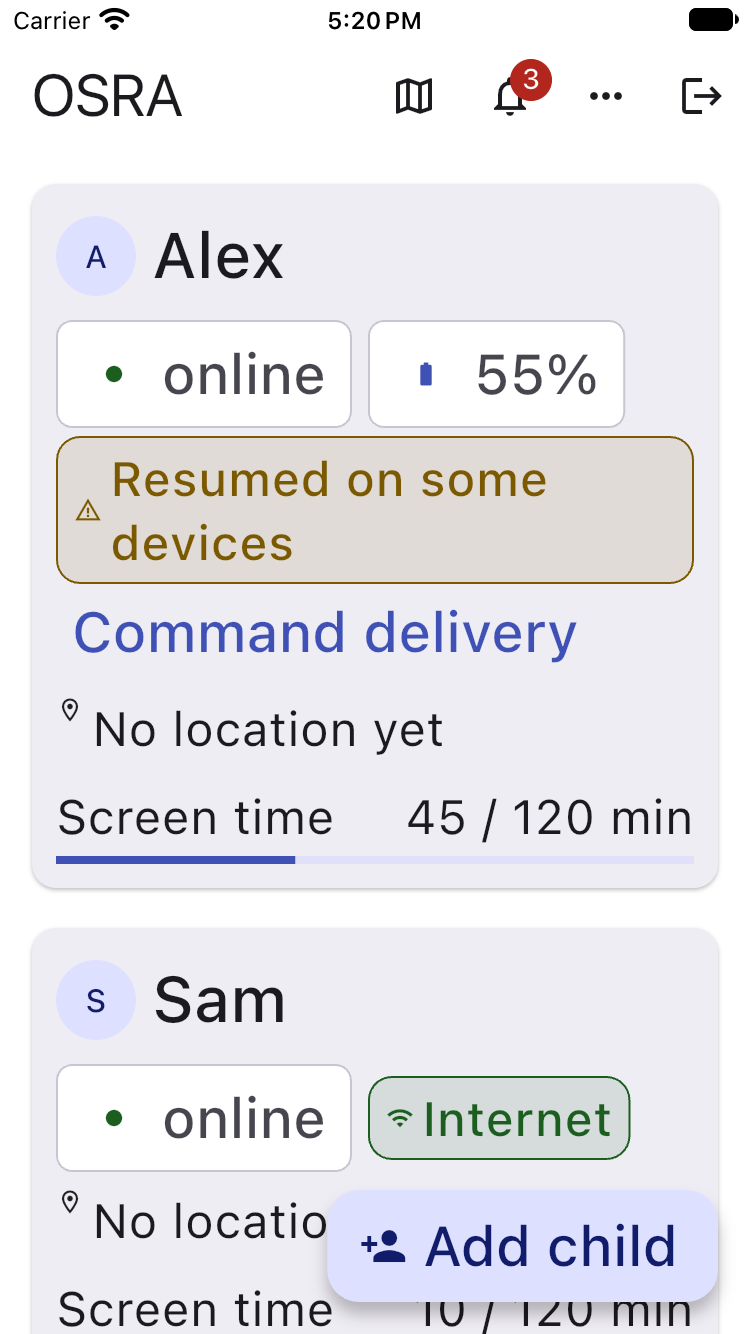 Carrier 5:20 PM
OSRA 3
A Alex
online 55%
Resumed on some
devices
Command delivery
No location yet
Screen time 45 / 120 min
S Sam
online Internet
No locatio
Add child
Screen time 10 / 120 min